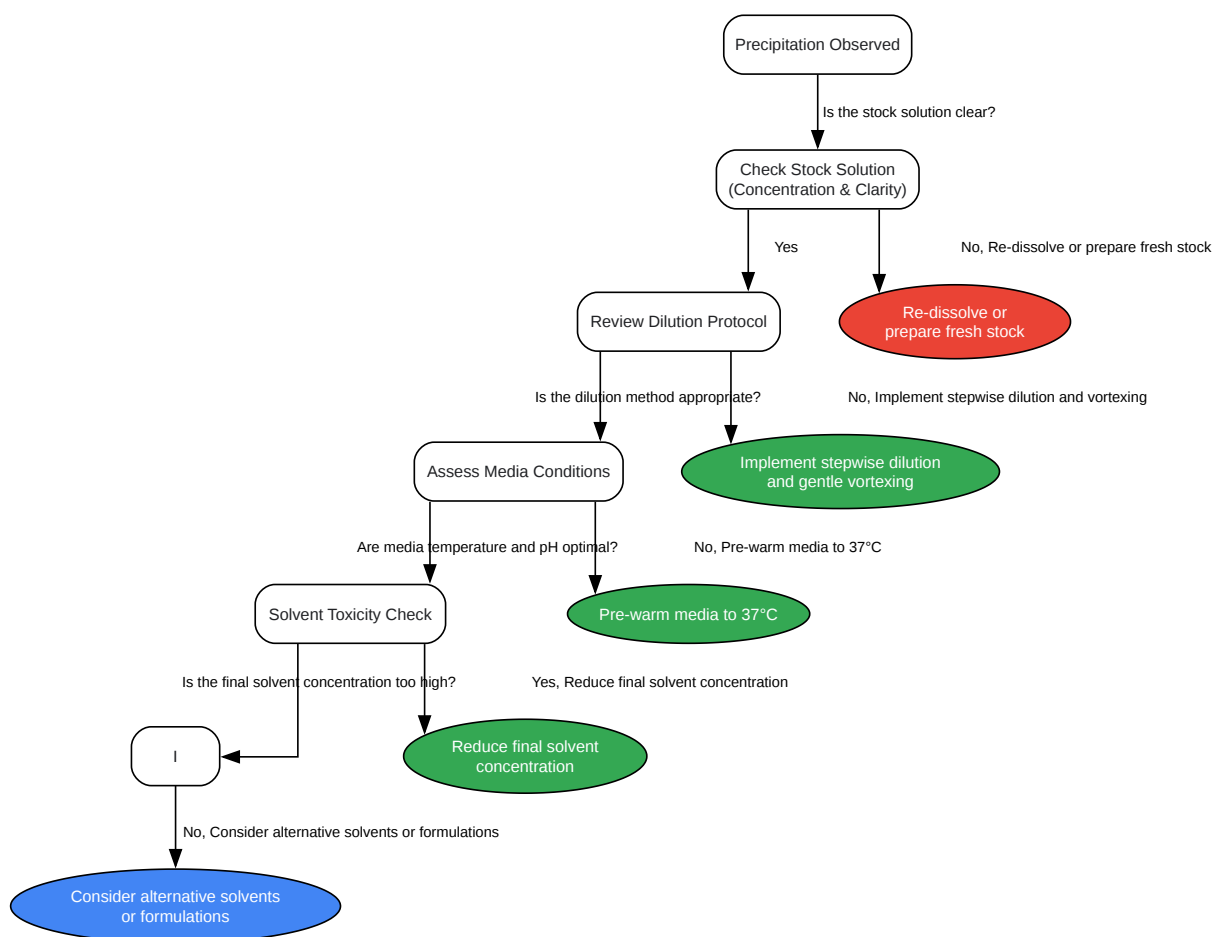 Precipitation Observed
Is the stock solution clear?
Check Stock Solution
(Concentration & Clarity)
Yes
No, Re-dissolve or prepare fresh stock
Review Dilution Protocol
Re-dissolve or
prepare fresh stock
Is the dilution method appropriate?
No, Implement stepwise dilution and vortexing
Assess Media Conditions
Implement stepwise dilution
and gentle vortexing
Are media temperature and pH optimal?
No, Pre-warm media to 37°C
Solvent Toxicity Check
Pre-warm media to 37°C
Is the final solvent concentration too high?
Yes, Reduce final solvent concentration
I
Reduce final solvent
concentration
No, Consider alternative solvents or formulations
Consider alternative solvents
or formulations